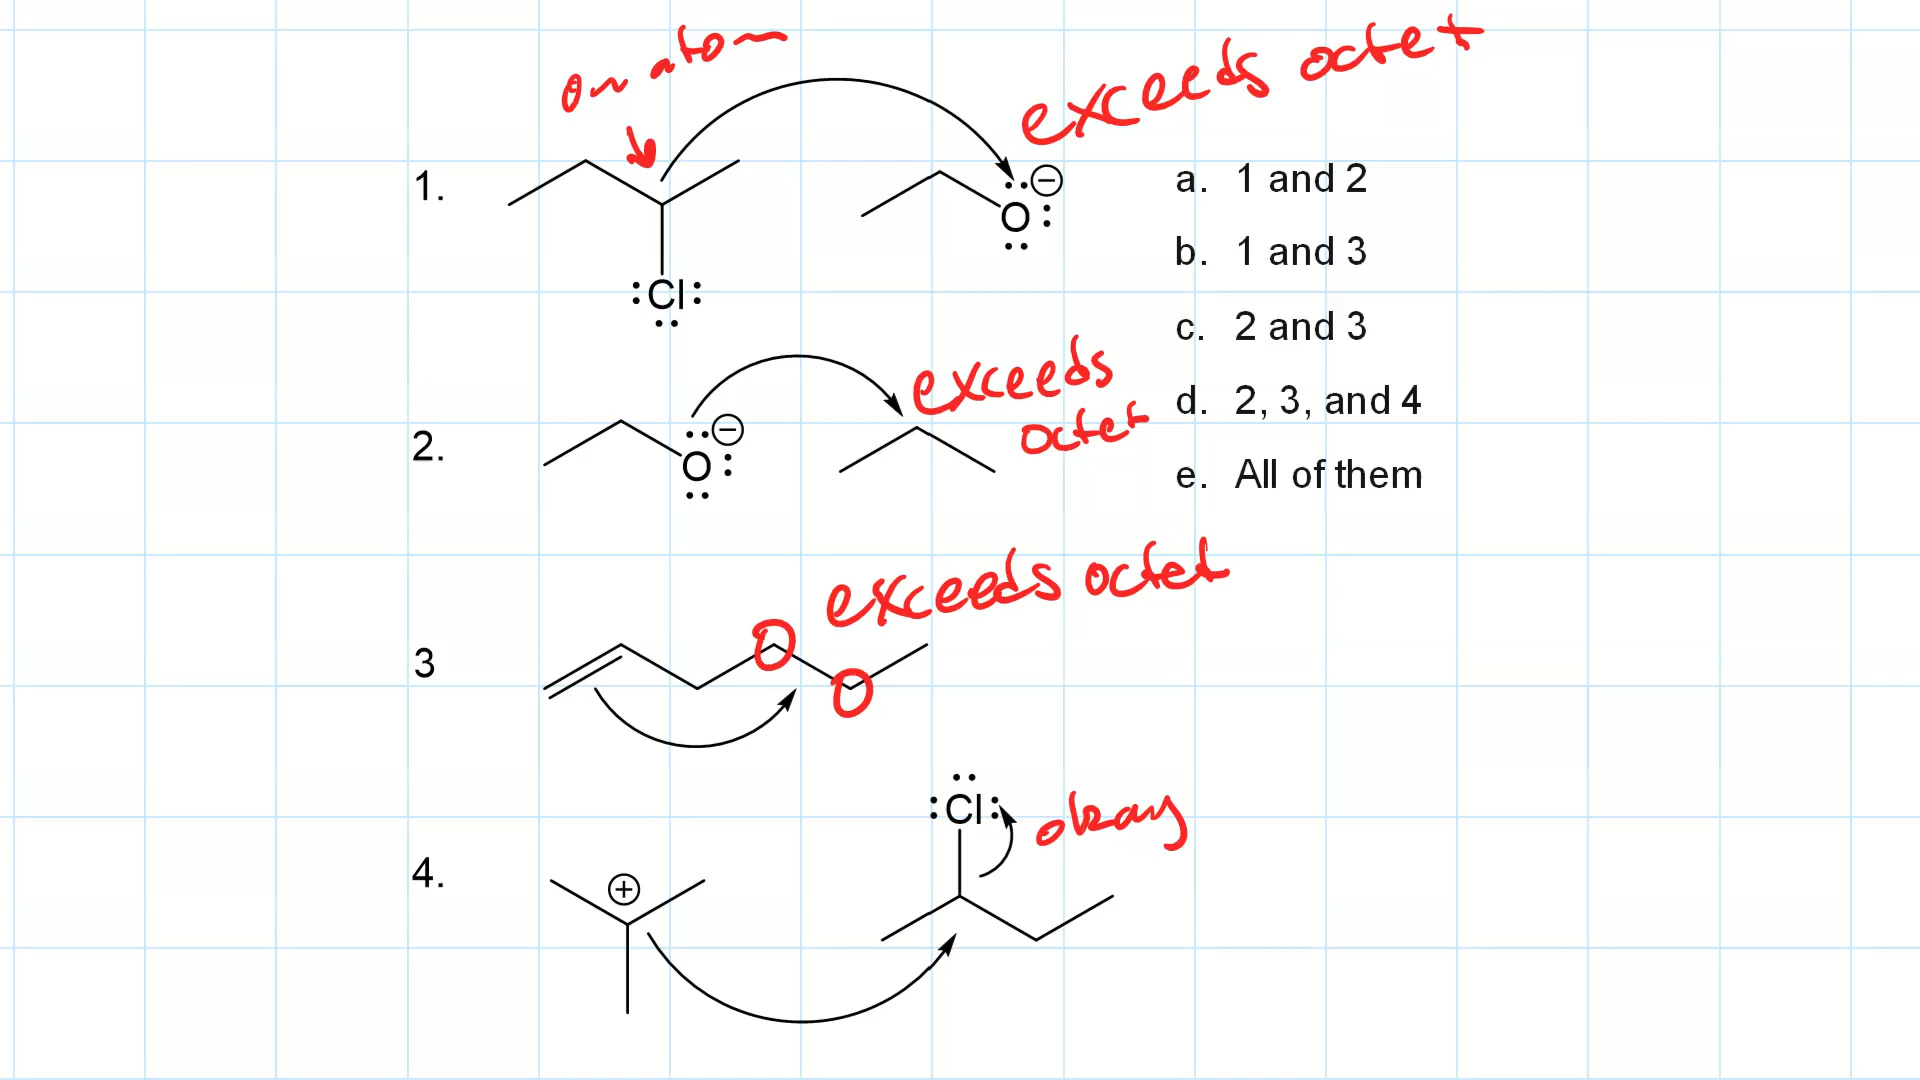 on atom
exceeds octet
1.
:Cl:
O
a. 1 and 2
b. 1 and 3
c. 2 and 3
d. 2, 3, and 4
e. All of them
2.
O
exceeds
octet
3
O
O
exceeds octet
4.
:Cl:
okay